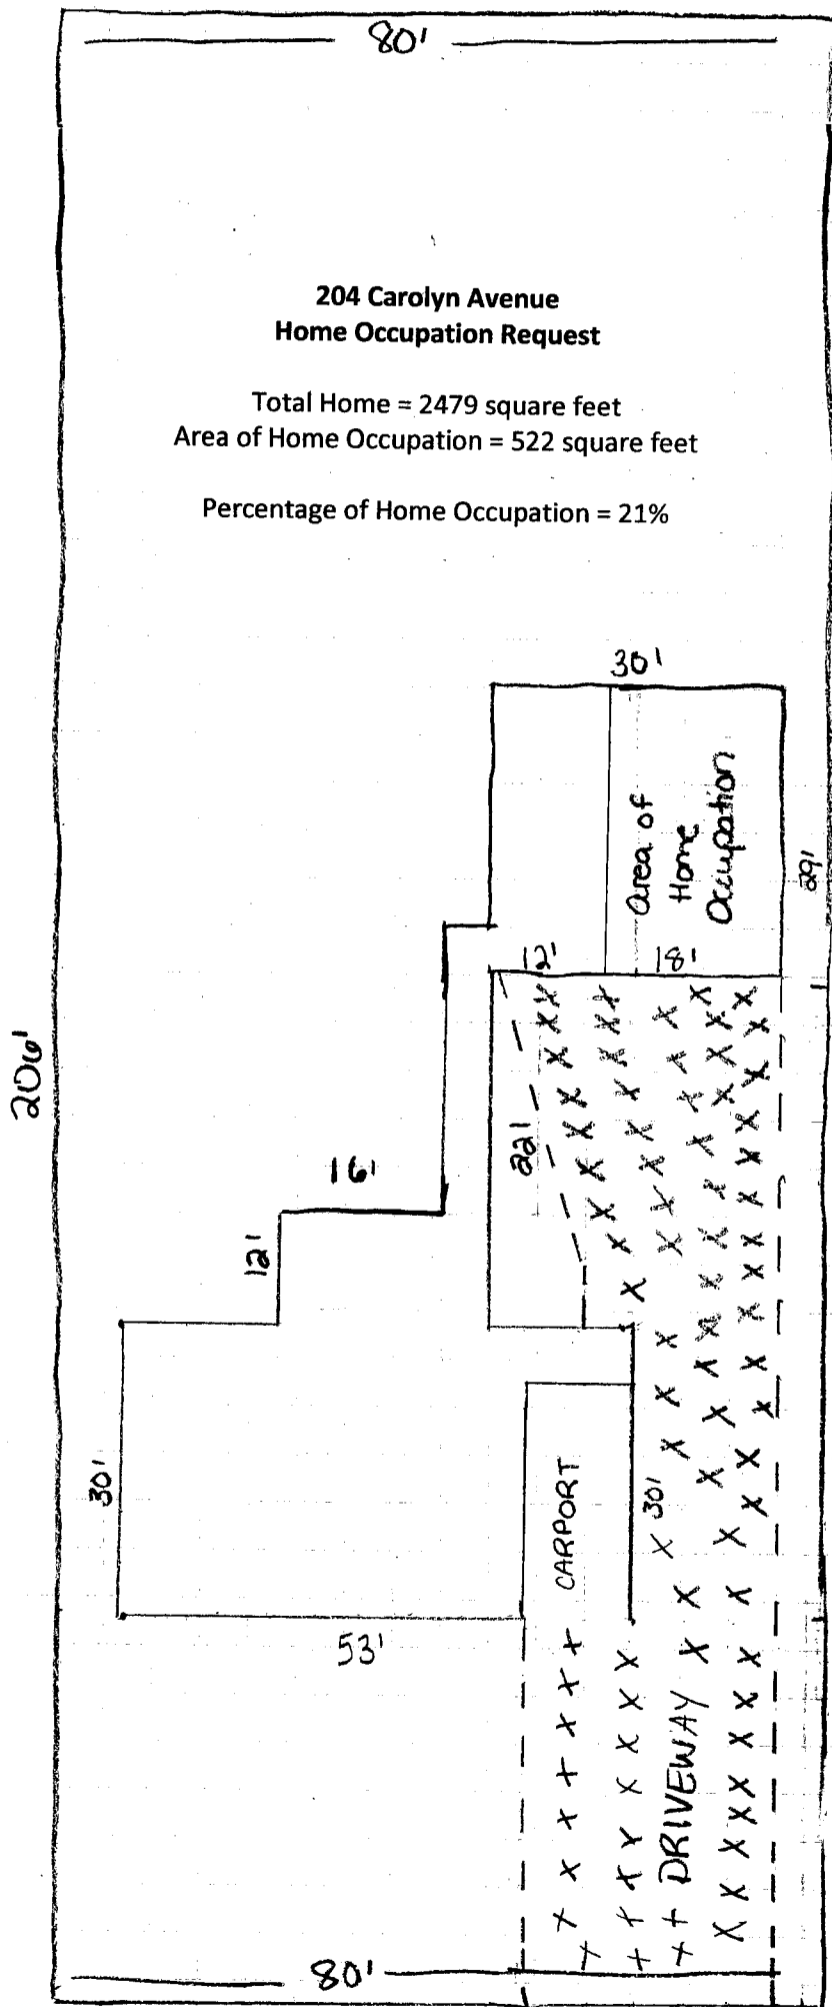 80'
204 Carolyn Avenue
Home Occupation Request
Total Home = 2479 square feet
Area of Home Occupation = 522 square feet
Percentage of Home Occupation = 21%
30'
Area of
Home
Occupation
29'
12'
18'
206'
22'
16'
12'
30'
CARPORT
30'
53'
DRIVEWAY
80'